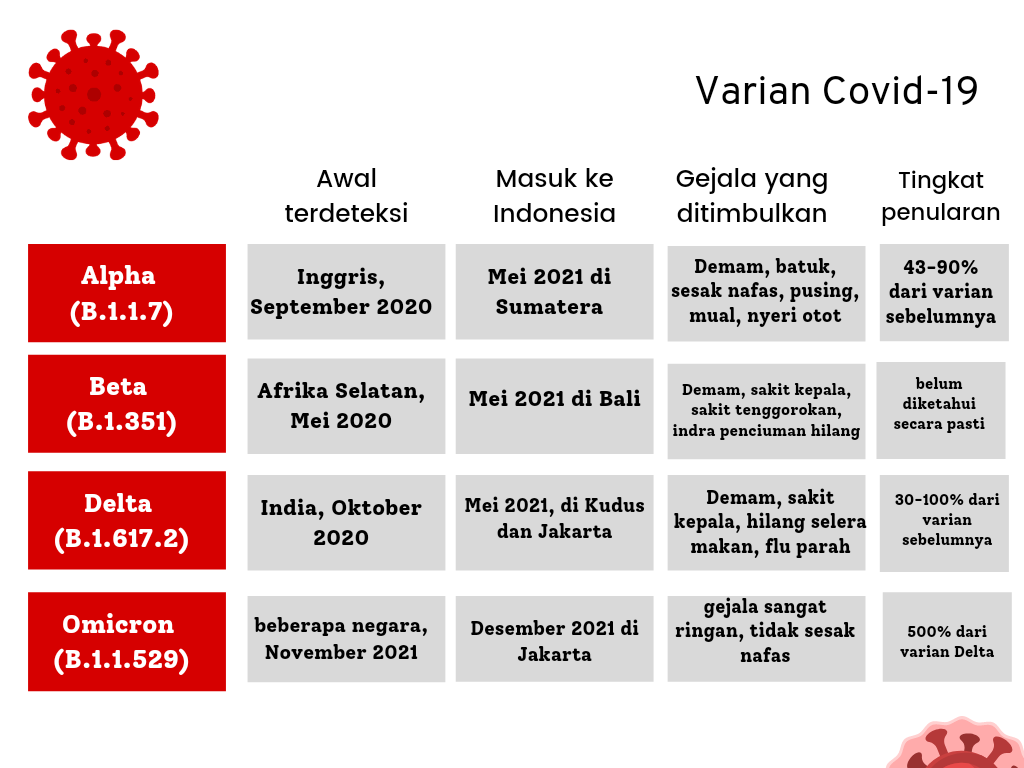 Varian Covid-19
Awal
terdeteksi
Masuk ke
Indonesia
Gejala yang
ditimbulkan
Tingkat
penularan
Alpha
(B.1.1.7)
Inggris,
September 2020
Mei 2021 di
Sumatera
Demam, batuk,
sesak nafas, pusing,
mual, nyeri otot
43-90%
dari varian
sebelumnya
Beta
(B.1.351)
Afrika Selatan,
Mei 2020
Mei 2021 di Bali
Demam, sakit kepala,
sakit tenggorokan,
indra penciuman hilang
belum
diketahui
secara pasti
Delta
(B.1.617.2)
India, Oktober
2020
Mei 2021, di Kudus
dan Jakarta
Demam, sakit
kepala, hilang selera
makan, flu parah
30-100% dari
varian
sebelumnya
Omicron
(B.1.1.529)
beberapa negara,
November 2021
Desember 2021 di
Jakarta
gejala sangat
ringan, tidak sesak
nafas
500% dari
varian Delta